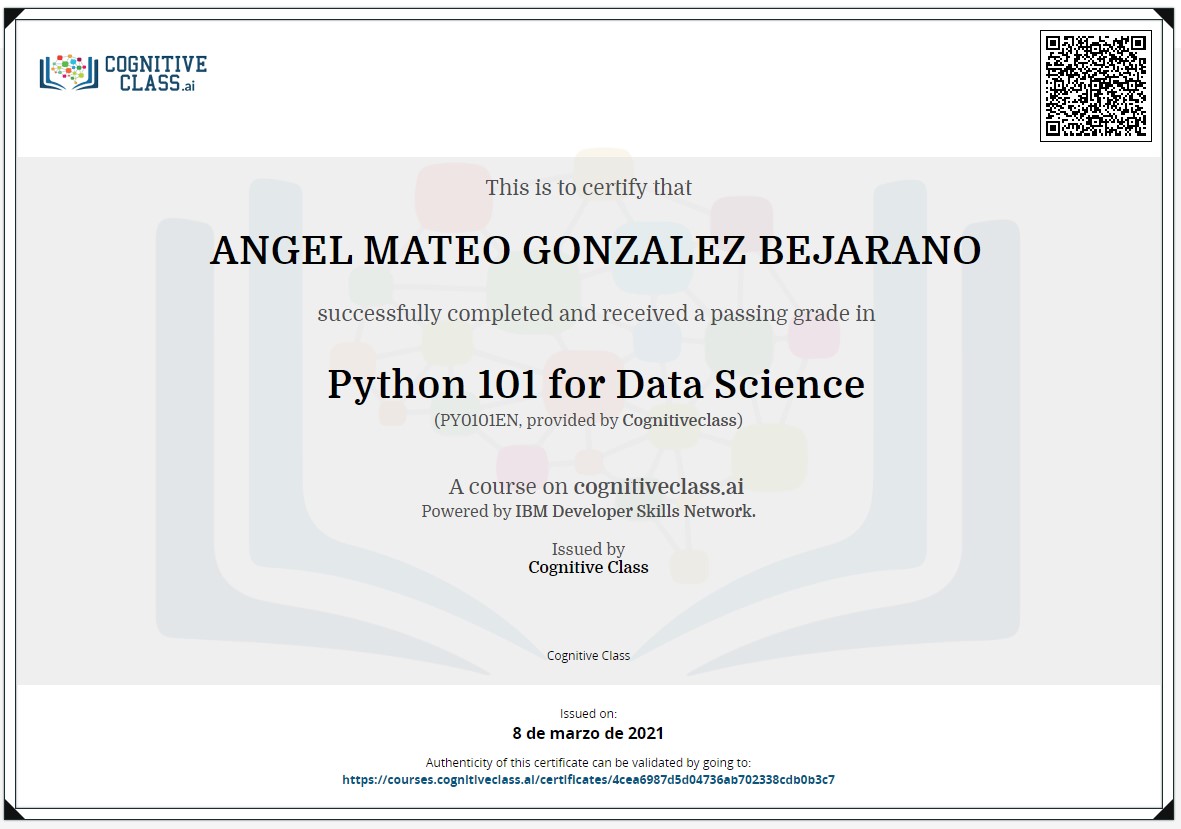 COGNITIVE
CLASS.ai
This is to certify that
ANGEL MATEO GONZALEZ BEJARANO
successfully completed and received a passing grade in
Python 101 for Data Science
(PY0101EN, provided by Cognitiveclass)
A course on cognitiveclass.ai
Powered by IBM Developer Skills Network.
Issued by
Cognitive Class
Cognitive Class
Issued on:
8 de marzo de 2021
Authenticity of this certificate can be validated by going to:
https://courses.cognitiveclass.ai/certificates/4cea6987d5d04736ab702338cdb0b3c7